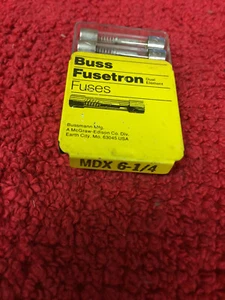 Buss
Fusetron
Dual
Element
Fuses
Bussmann Mfg.
A McGraw-Edison Co. Div.
Earth City, Mo. 63045 USA
MDX 6-1/4